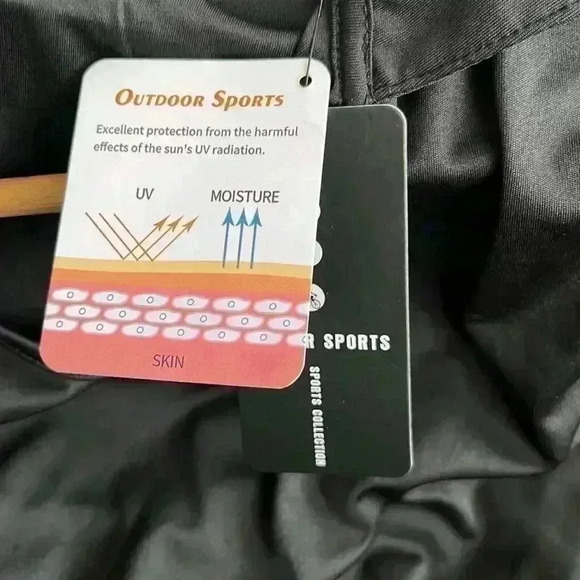 OUTDOOR SPORTS
Excellent protection from the harmful
effects of the sun's UV radiation.
UV MOISTURE
SKIN
R SPORTS
SPORTS COLLECTION